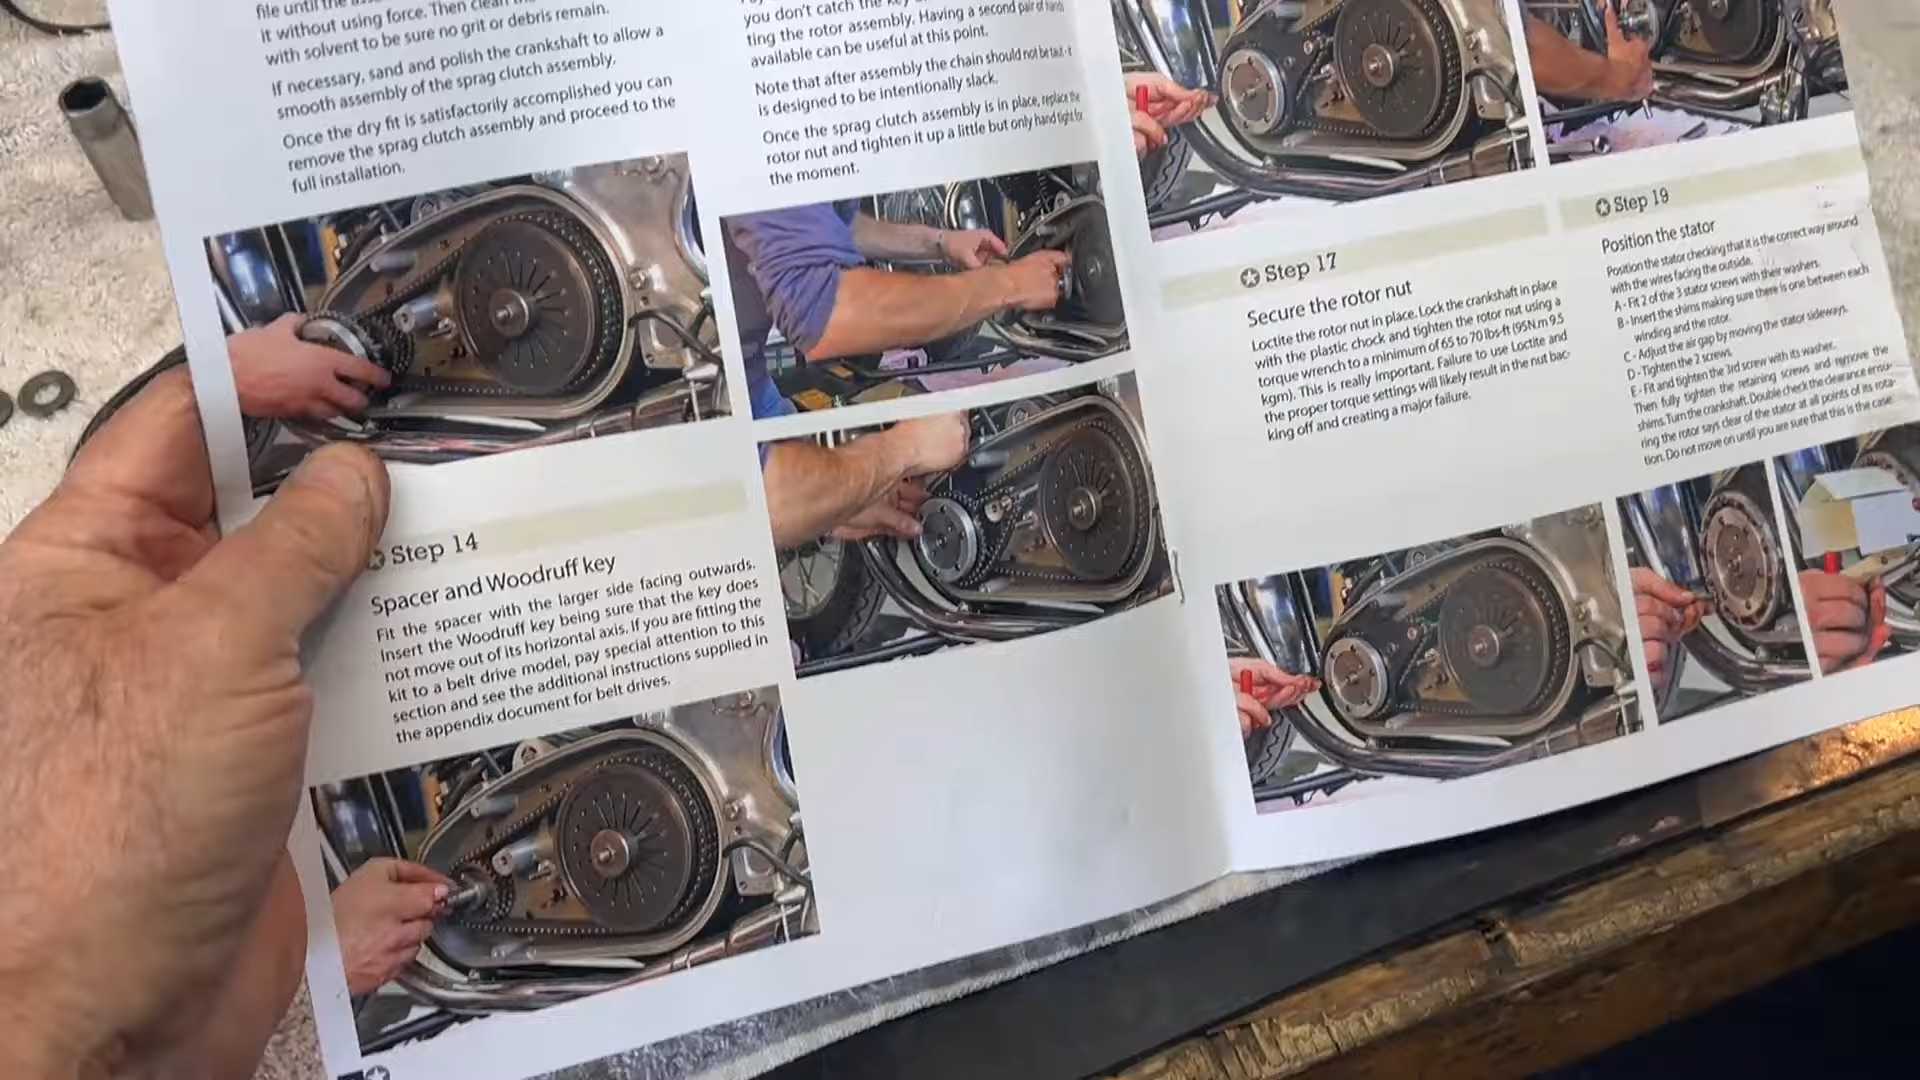 file until the
it without using force. Then clean
with solvent to be sure no grit or debris remain.
If necessary, sand and polish the crankshaft to allow a
smooth assembly of the sprag clutch assembly.
Once the dry fit is satisfactorily accomplished you can
remove the sprag clutch assembly and proceed to the
full installation.
Step 14
Spacer and Woodruff key
Fit the spacer with the larger side facing outwards.
Insert the Woodruff key being sure that the key does
not move out of its horizontal axis. If you are fitting the
kit to a belt drive model, pay special attention to this
section and see the additional instructions supplied in
the appendix document for belt drives.
you don't catch the key
ting the rotor assembly. Having a second pair of hands
available can be useful at this point.
Note that after assembly the chain should not be taut - it
is designed to be intentionally slack.
Once the sprag clutch assembly is in place, replace the
rotor nut and tighten it up a little but only hand tight for
the moment.
Step 17
Secure the rotor nut
Loctite the rotor nut in place. Lock the crankshaft in place
with the plastic chock and tighten the rotor nut using a
torque wrench to a minimum of 65 to 70 lbs-ft (95N.m 9.5
kgm). This is really important. Failure to use Loctite and
the proper torque settings will likely result in the nut bac-
king off and creating a major failure.
Step 19
Position the stator
Position the stator checking that it is the correct way around
with the wires facing the outside.
A - Fit 2 of the 3 stator screws with their washers.
B - Insert the shims making sure there is one between each
winding and the rotor.
C - Adjust the air gap by moving the stator sideways.
D - Tighten the 2 screws.
E - Fit and tighten the 3rd screw with its washer.
Then fully tighten the retaining screws and remove the
shims. Turn the crankshaft. Double check the clearance ensu-
ring the rotor says clear of the stator at all points of its rota-
tion. Do not move on until you are sure that this is the case.